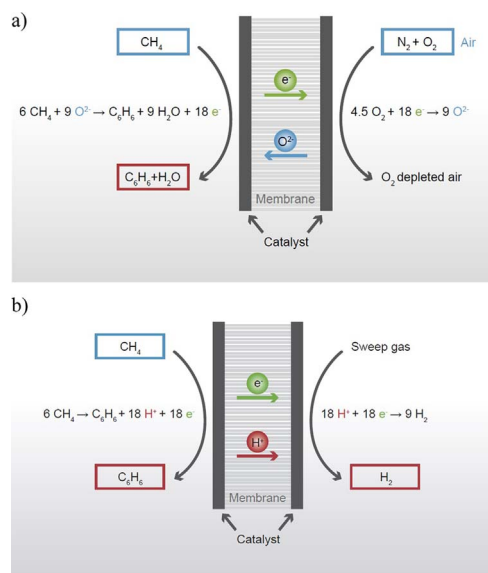 a)
CH₄
N₂ + O₂ Air
e⁻
6 CH₄ + 9 O²⁻ → C₆H₆ + 9 H₂O + 18 e⁻
4.5 O₂ + 18 e⁻ → 9 O²⁻
O²⁻
C₆H₆+H₂O
O₂ depleted air
Membrane
Catalyst
b)
CH₄
Sweep gas
e⁻
6 CH₄ → C₆H₆ + 18 H⁺ + 18 e⁻
18 H⁺ + 18 e⁻ → 9 H₂
H⁺
C₆H₆
H₂
Membrane
Catalyst